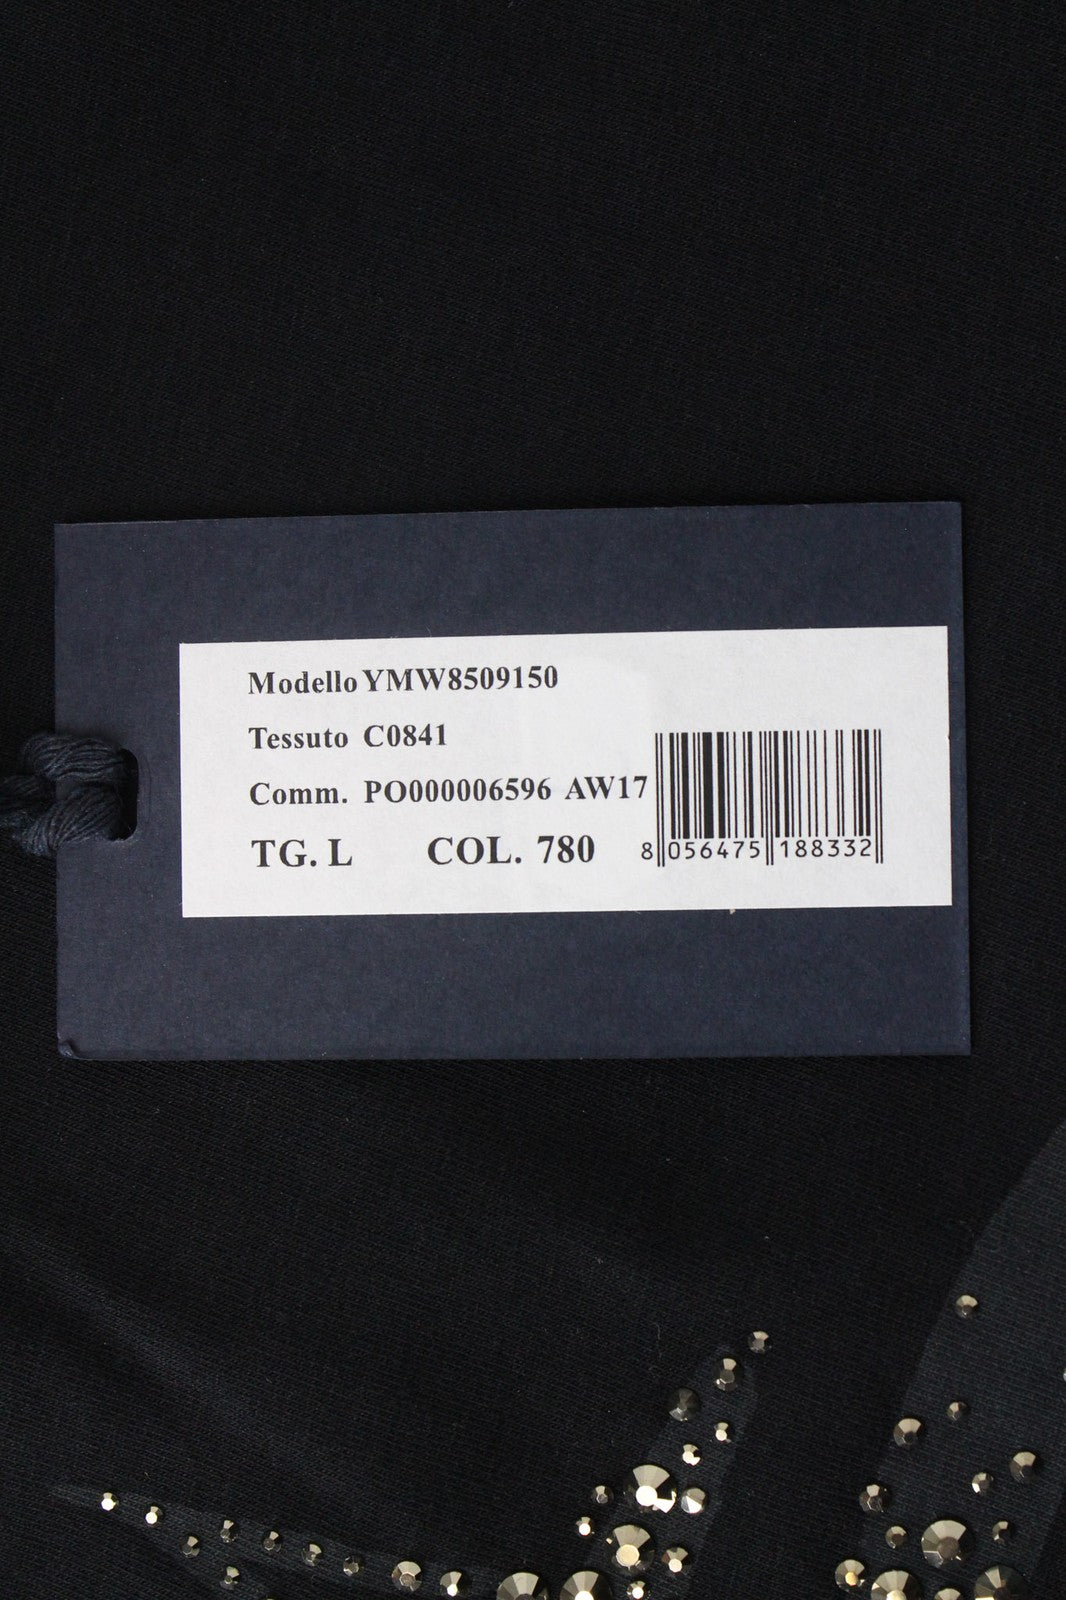 Modello YMW8509150
Tessuto C0841
Comm. PO000006596 AW17
TG. L COL. 780
8 056475 188332